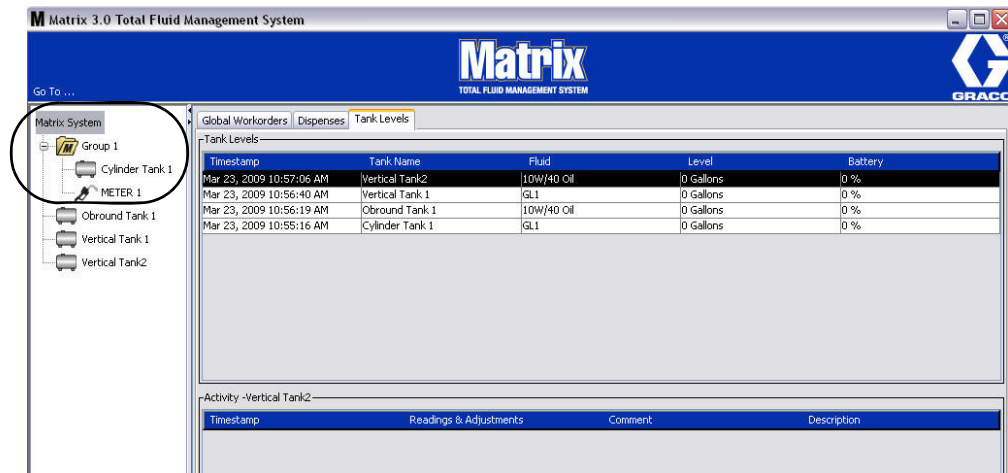 Matrix 3.0 Total Fluid Management System
Matrix
TOTAL FLUID MANAGEMENT SYSTEM
GRACO
Go To ...
Matrix System
Group 1
Cylinder Tank 1
METER 1
Obround Tank 1
Vertical Tank 1
Vertical Tank2
Global Workorders Dispenses Tank Levels
Tank Levels
Timestamp Tank Name Fluid Level Battery
Mar 23, 2009 10:57:06 AM Vertical Tank2 10W/40 Oil 0 Gallons 0 %
Mar 23, 2009 10:56:40 AM Vertical Tank 1 GL1 0 Gallons 0 %
Mar 23, 2009 10:56:19 AM Obround Tank 1 10W/40 Oil 0 Gallons 0 %
Mar 23, 2009 10:55:16 AM Cylinder Tank 1 GL1 0 Gallons 0 %
Activity -Vertical Tank2
Timestamp Readings & Adjustments Comment Description